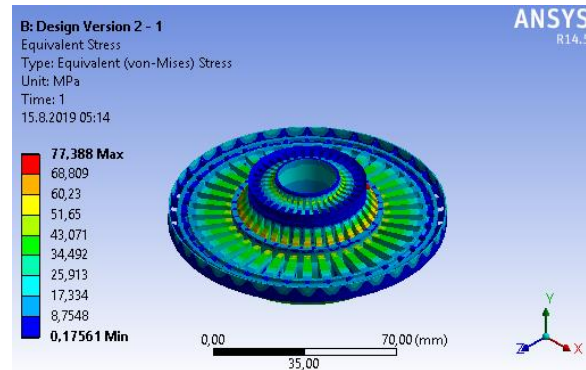 B: Design Version 2 - 1
Equivalent Stress
Type: Equivalent (von-Mises) Stress
Unit: MPa
Time: 1
15.8.2019 05:14
ANSYS
R14.5
77,388 Max
68,809
60,23
51,65
43,071
34,492
25,913
17,334
8,7548
0,17561 Min
0,00
70,00 (mm)
35,00
Y
Z
X